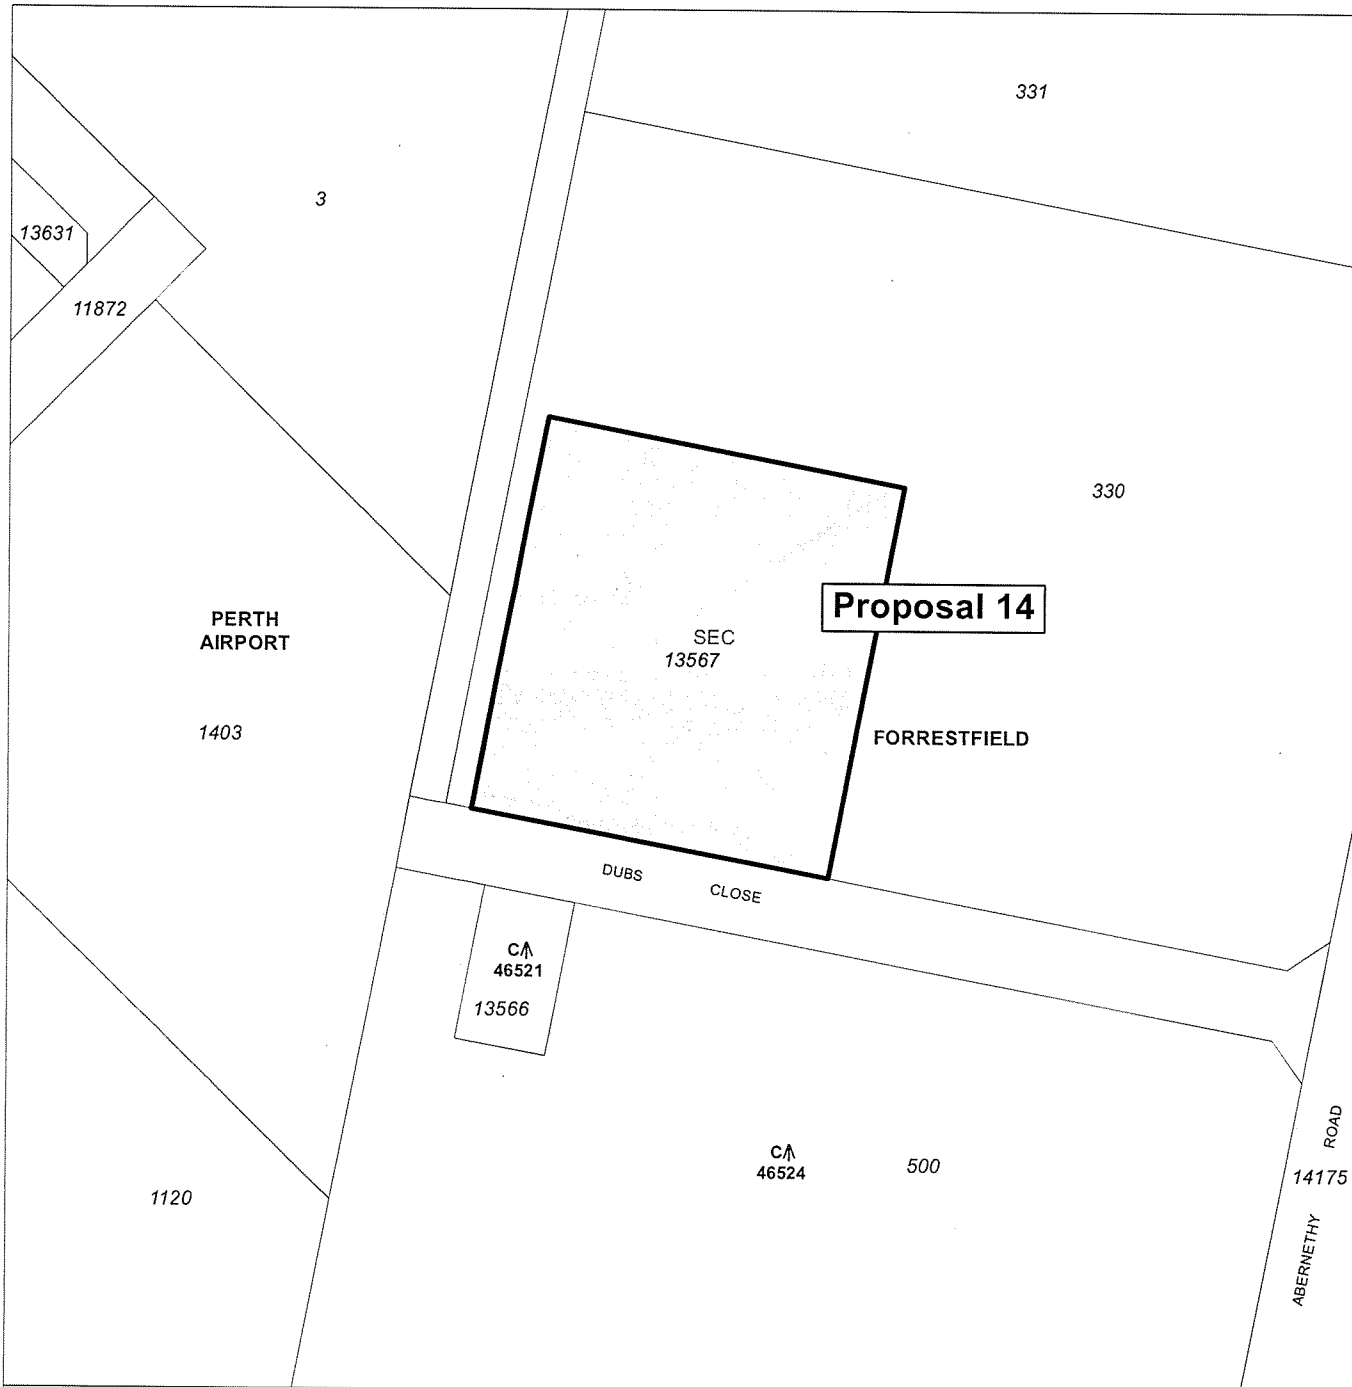 331
3
13631
11872
330
Proposal 14
PERTH
AIRPORT
SEC
13567
1403
FORRESTFIELD
DUBS CLOSE
C
46521
13566
C
46524
500
1120
14175
ABERNETHY ROAD